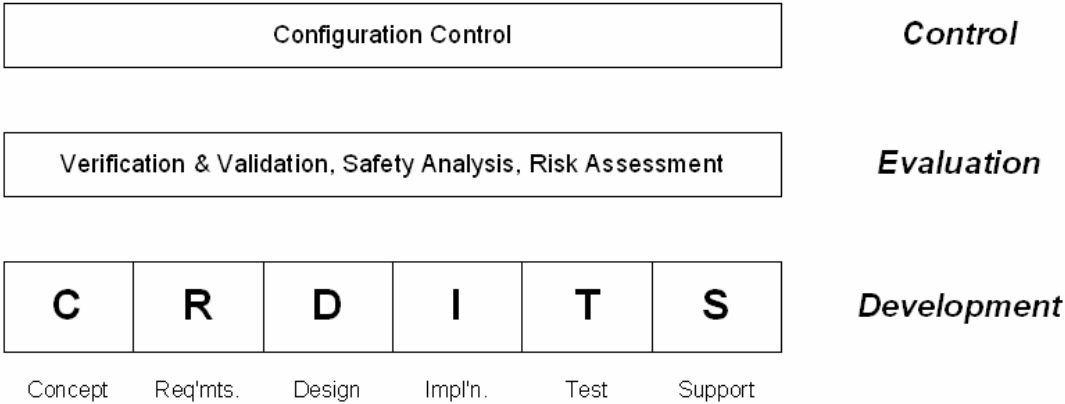 Configuration Control Control
Verification & Validation, Safety Analysis, Risk Assessment Evaluation
C R D I T S Development
Concept Req'mts. Design Impl'n. Test Support